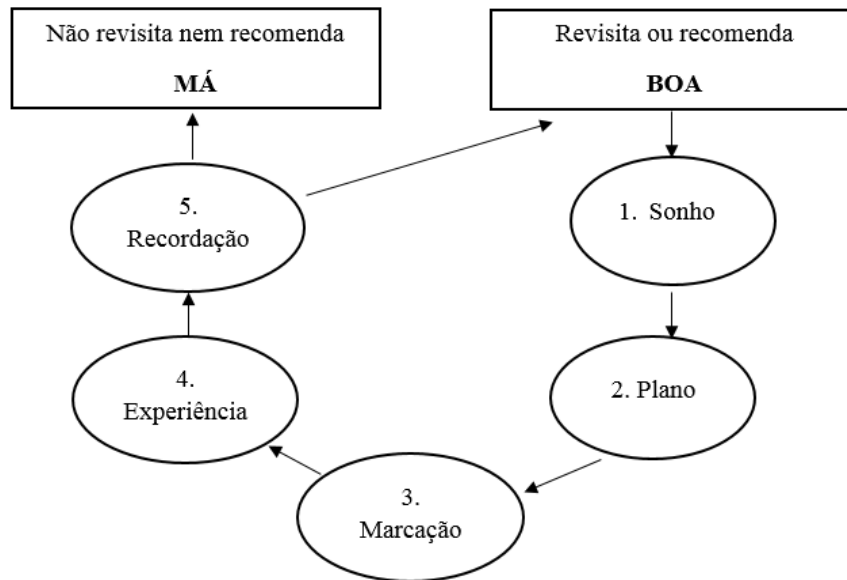 Não revisita nem recomenda
MÁ
Revisita ou recomenda
BOA
1. Sonho
2. Plano
3.
Marcação
4.
Experiência
5.
Recordação